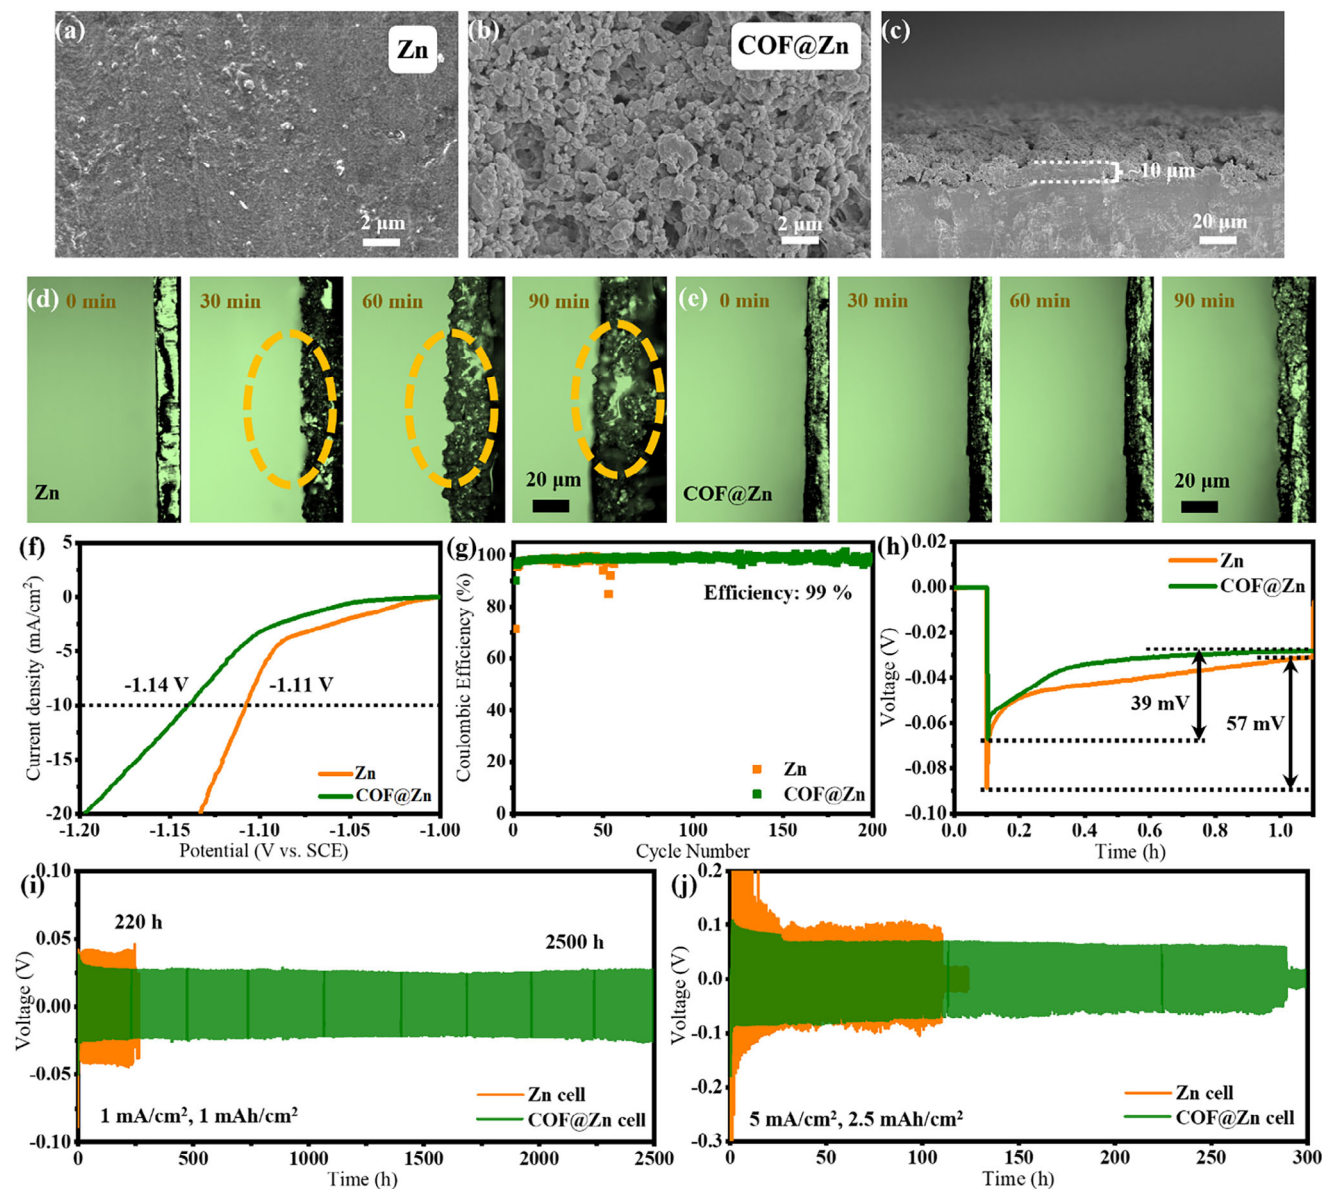 (a)
Zn
2 μm
(b)
COF@Zn
2 μm
(c)
~10 μm
20 μm
(d) 0 min
30 min
60 min
90 min
Zn
20 μm
(e) 0 min
30 min
60 min
90 min
COF@Zn
20 μm
(f)
5
0
-5
-10
-15
-20
Current density (mA/cm²)
-1.14 V
-1.11 V
Zn
COF@Zn
-1.20
-1.15
-1.10
-1.05
-1.00
Potential (V vs. SCE)
(g)
100
80
60
40
20
0
Coulombic Efficiency (%)
Efficiency: 99 %
Zn
COF@Zn
0
50
100
150
200
Cycle Number
(h)
0.02
0.00
-0.02
-0.04
-0.06
-0.08
-0.10
Voltage (V)
Zn
COF@Zn
39 mV
57 mV
0.0
0.2
0.4
0.6
0.8
1.0
Time (h)
(i)
0.10
0.05
0.00
-0.05
-0.10
Voltage (V)
220 h
2500 h
Zn cell
COF@Zn cell
1 mA/cm², 1 mAh/cm²
0
500
1000
1500
2000
2500
Time (h)
(j)
0.2
0.1
0.0
-0.1
-0.2
-0.3
Voltage (V)
Zn cell
COF@Zn cell
5 mA/cm², 2.5 mAh/cm²
0
50
100
150
200
250
300
Time (h)